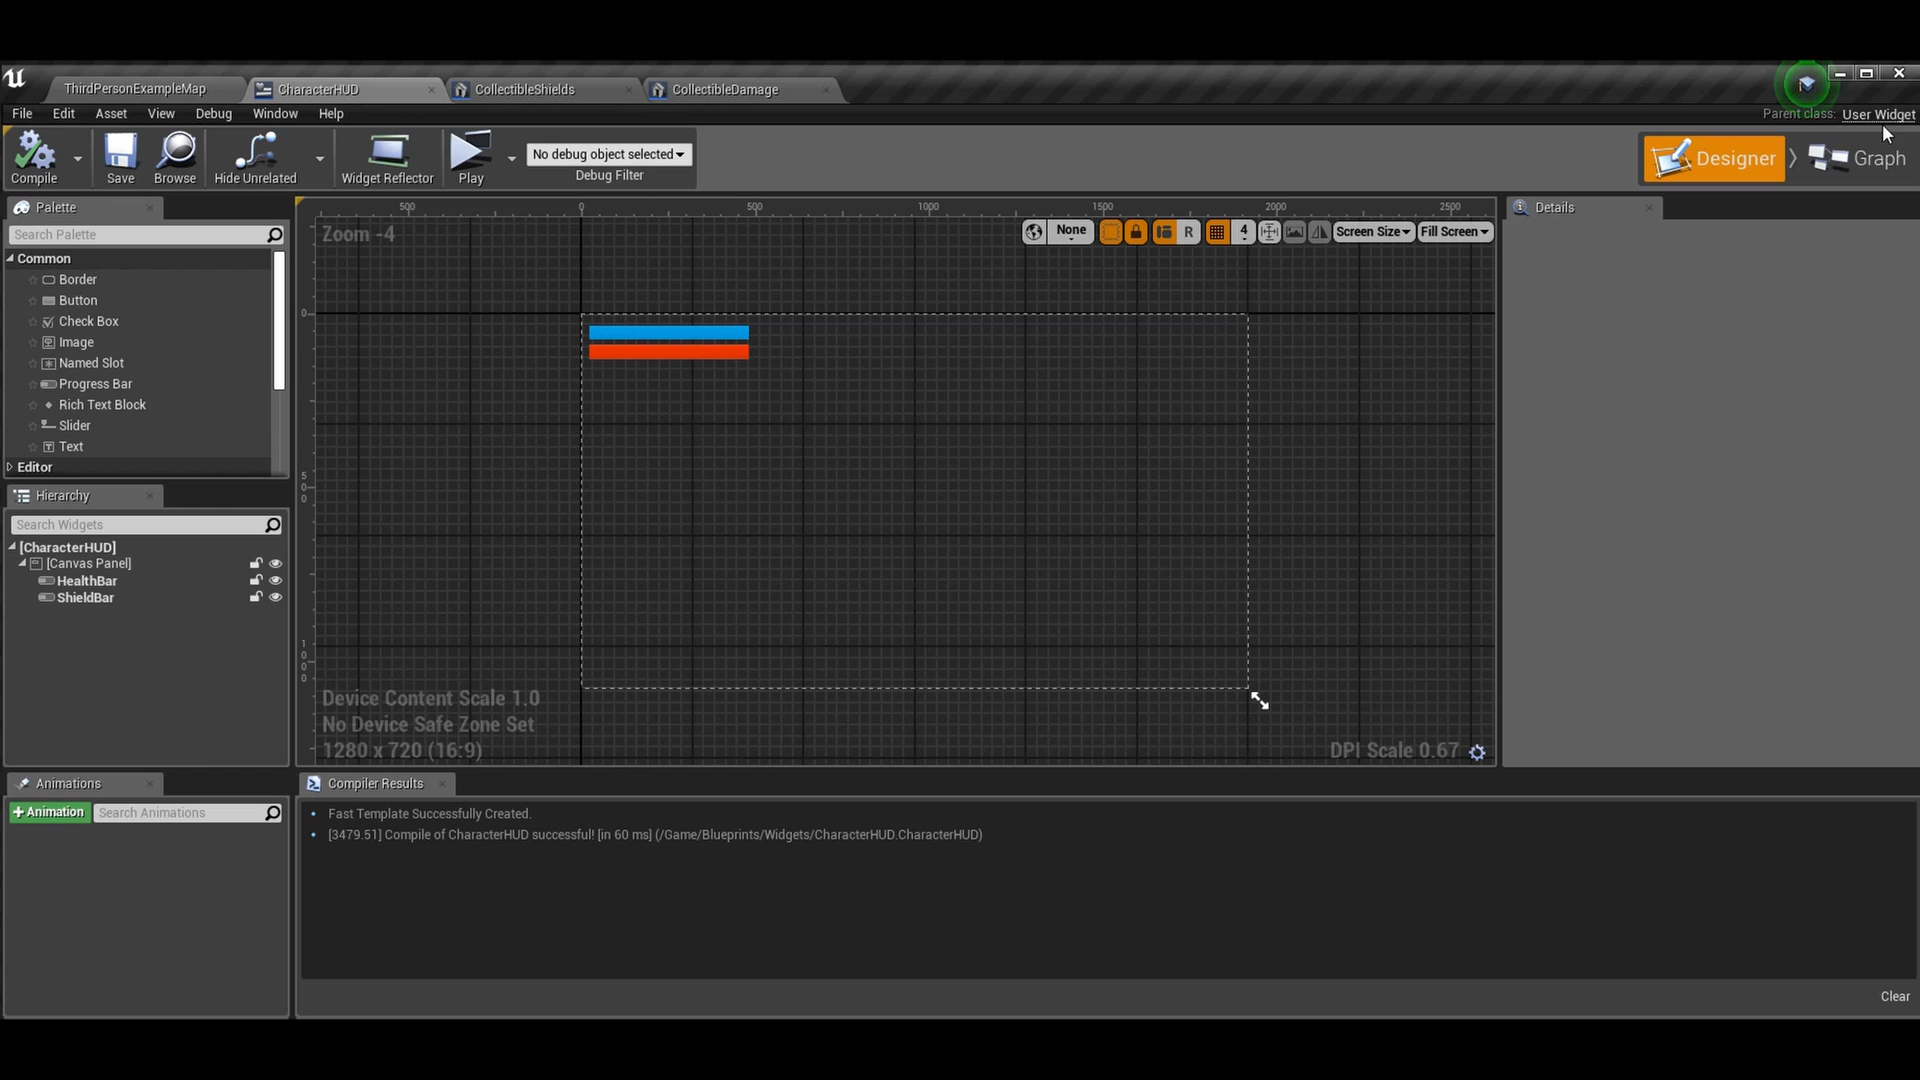 ThirdPersonExampleMap
CharacterHUD
CollectibleShields
CollectibleDamage
File
Edit
Asset
View
Debug
Window
Help
Parent class: User Widget
Compile
Save
Browse
Hide Unrelated
Widget Reflector
Play
No debug object selected
Debug Filter
Designer
Graph
Palette
Search Palette
Common
Border
Button
Check Box
Image
Named Slot
Progress Bar
Rich Text Block
Slider
Text
Editor
Hierarchy
Search Widgets
[CharacterHUD]
[Canvas Panel]
HealthBar
ShieldBar
Animations
+Animation
Search Animations
500 0 500 1000 1500 2000 2500
Zoom -4
None
R
4
Screen Size
Fill Screen
0
500
1000
Device Content Scale 1.0
No Device Safe Zone Set
1280 x 720 (16:9)
DPI Scale 0.67
Details
Compiler Results
Fast Template Successfully Created.
[3479.51] Compile of CharacterHUD successful! [in 60 ms] (/Game/Blueprints/Widgets/CharacterHUD.CharacterHUD)
Clear